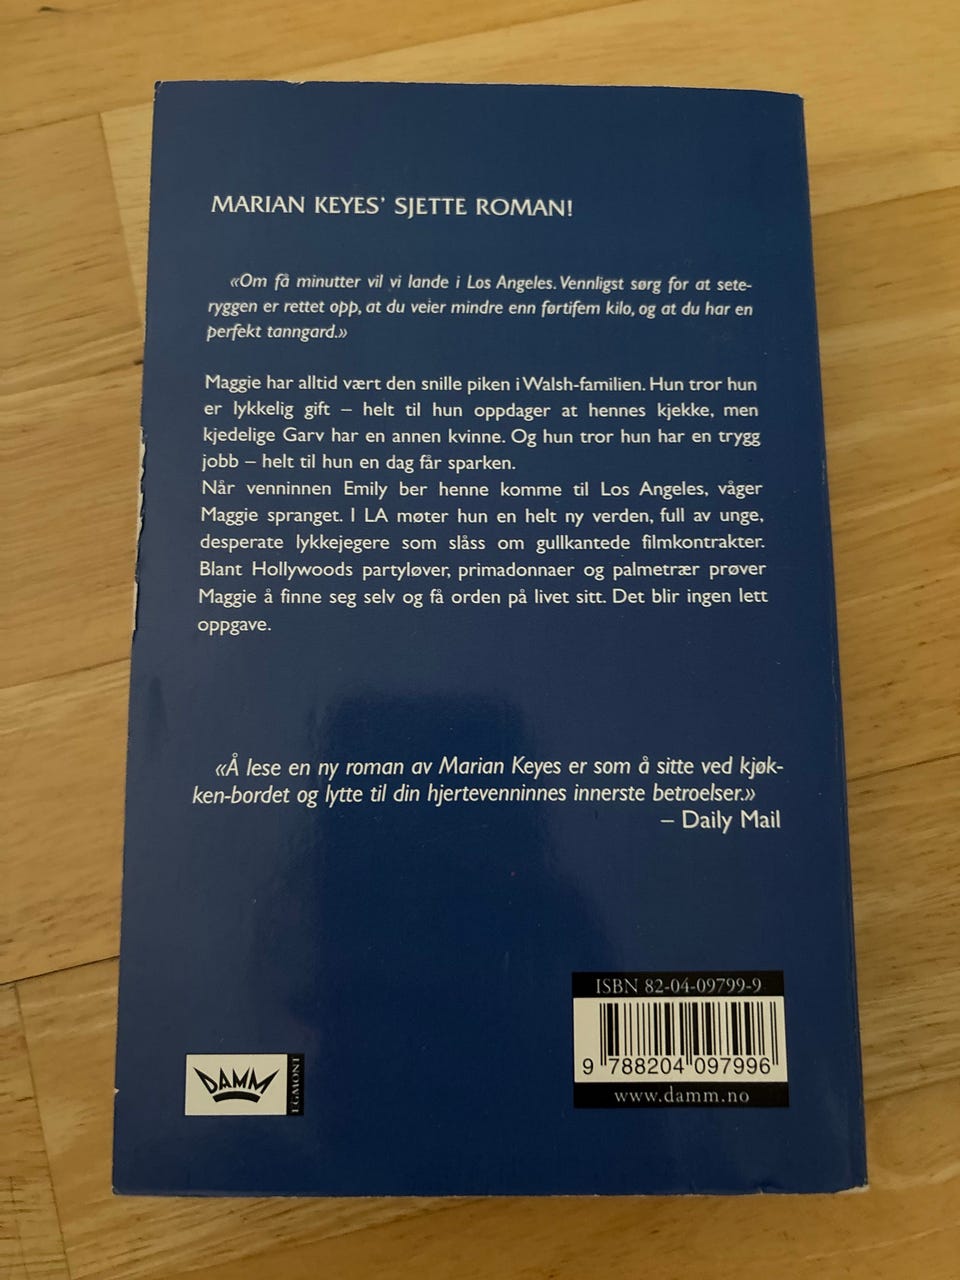 MARIAN KEYES' SJETTE ROMAN!
«Om få minutter vil vi lande i Los Angeles. Vennligst sørg for at sete-
ryggen er rettet opp, at du veier mindre enn førtifem kilo, og at du har en
perfekt tanngard.»
Maggie har alltid vært den snille piken i Walsh-familien. Hun tror hun
er lykkelig gift – helt til hun oppdager at hennes kjekke, men
kjedelige Garv har en annen kvinne. Og hun tror hun har en trygg
jobb – helt til hun en dag får sparken.
Når venninnen Emily ber henne komme til Los Angeles, våger
Maggie spranget. I LA møter hun en helt ny verden, full av unge,
desperate lykkejegere som slåss om gullkantede filmkontrakter.
Blant Hollywoods partyløver, primadonnaer og palmetrær prøver
Maggie å finne seg selv og få orden på livet sitt. Det blir ingen lett
oppgave.
«Å lese en ny roman av Marian Keyes er som å sitte ved kjøk-
ken-bordet og lytte til din hjertevenninnes innerste betroelser.»
– Daily Mail
ISBN 82-04-09799-9
9 788204 097996
www.damm.no
DAMM
EGMONT